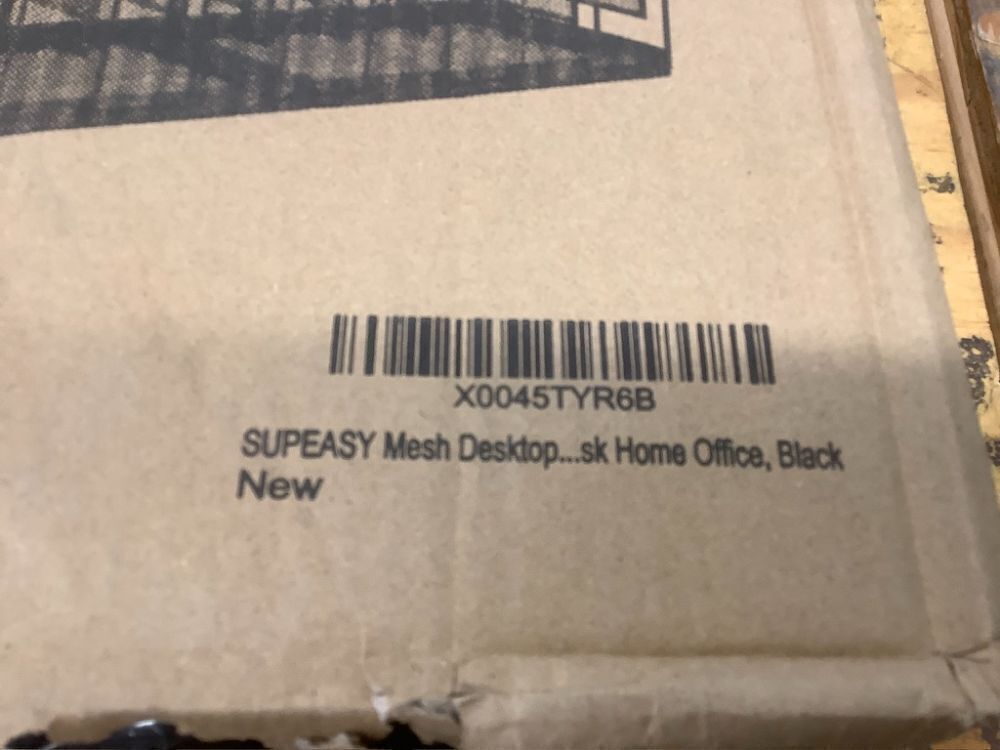 X0045TYR6B
SUPEASY Mesh Desktop...sk Home Office, Black
New